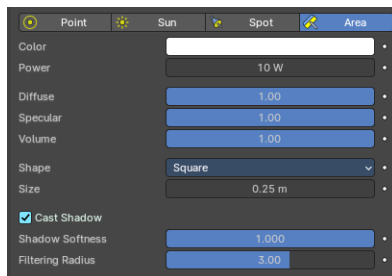 Point Sun Spot Area
Color
Power 10 W
Diffuse 1.00
Specular 1.00
Volume 1.00
Shape Square
Size 0.25 m
Cast Shadow
Shadow Softness 1.000
Filtering Radius 3.00